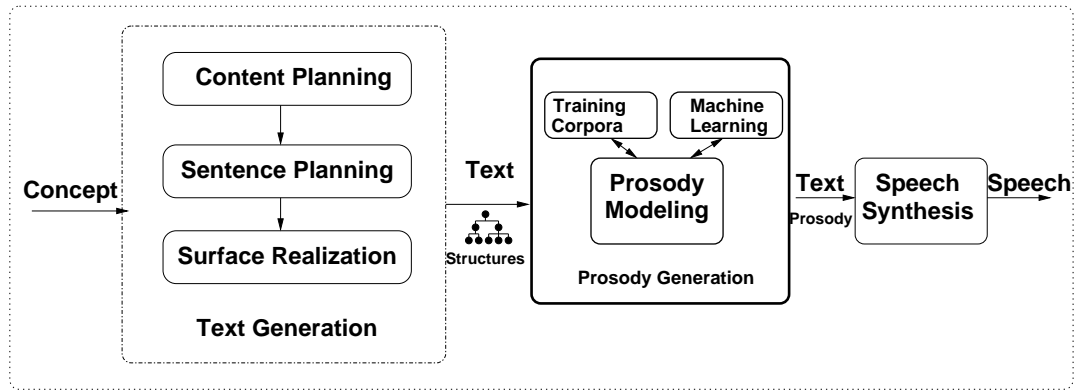 Concept
Content Planning
Sentence Planning
Surface Realization
Text Generation
Text
Structures
Training
Corpora
Machine
Learning
Prosody
Modeling
Prosody Generation
Text
Prosody
Speech
Synthesis
Speech